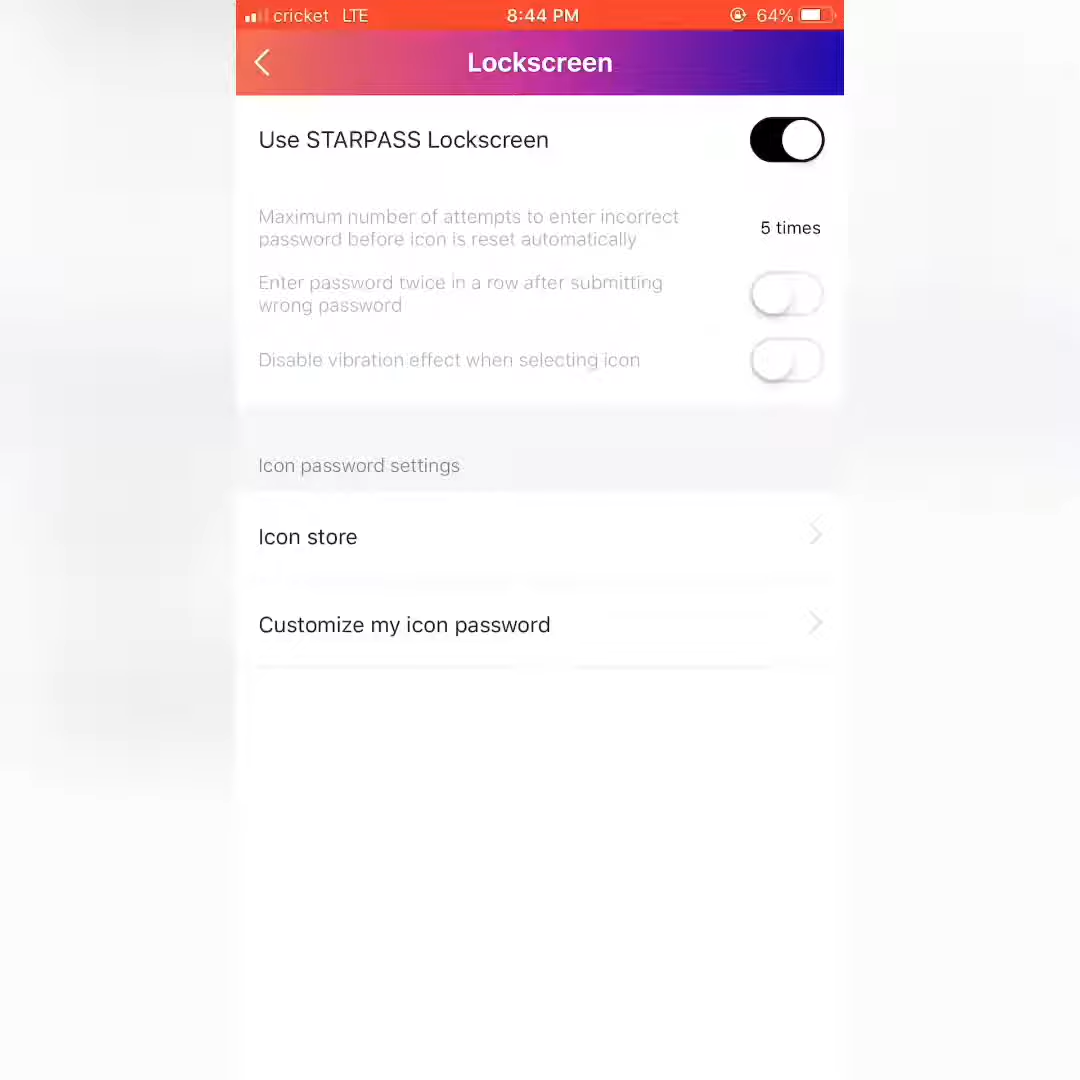 cricket LTE 8:44 PM 64%
Lockscreen
Use STARPASS Lockscreen
Maximum number of attempts to enter incorrect
password before icon is reset automatically
5 times
Enter password twice in a row after submitting
wrong password
Disable vibration effect when selecting icon
Icon password settings
Icon store
Customize my icon password